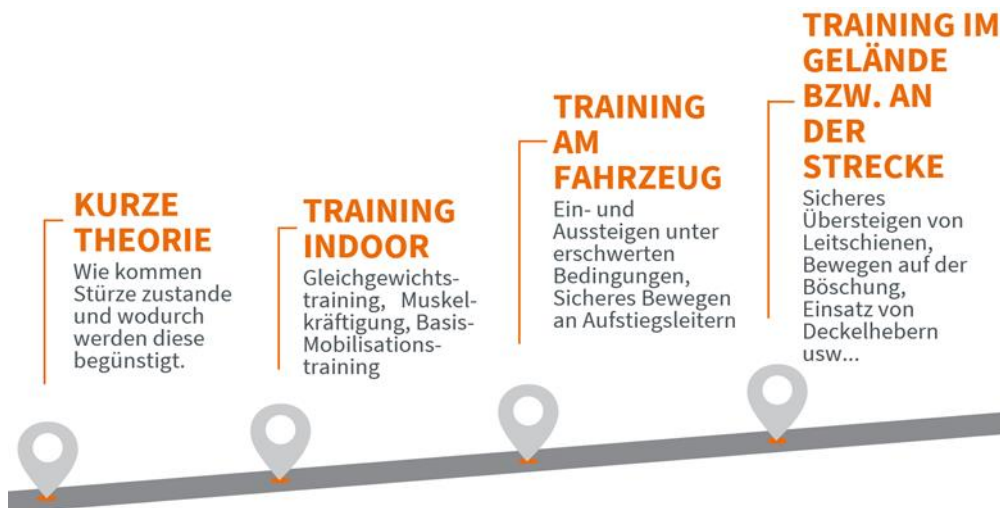 KURZE
THEORIE
Wie kommen
Stürze zustande
und wodurch
werden diese
begünstigt.
TRAINING
INDOOR
Gleichgewichts-
training, Muskel-
kräftigung, Basis-
Mobilisations-
training
TRAINING
AM
FAHRZEUG
Ein- und
Aussteigen unter
erschwerten
Bedingungen,
Sicheres Bewegen
an Aufstiegsleitern
TRAINING IM
GELÄNDE
BZW. AN
DER
STRECKE
Sicheres
Übersteigen von
Leitschienen,
Bewegen auf der
Böschung,
Einsatz von
Deckelhebern
usw...